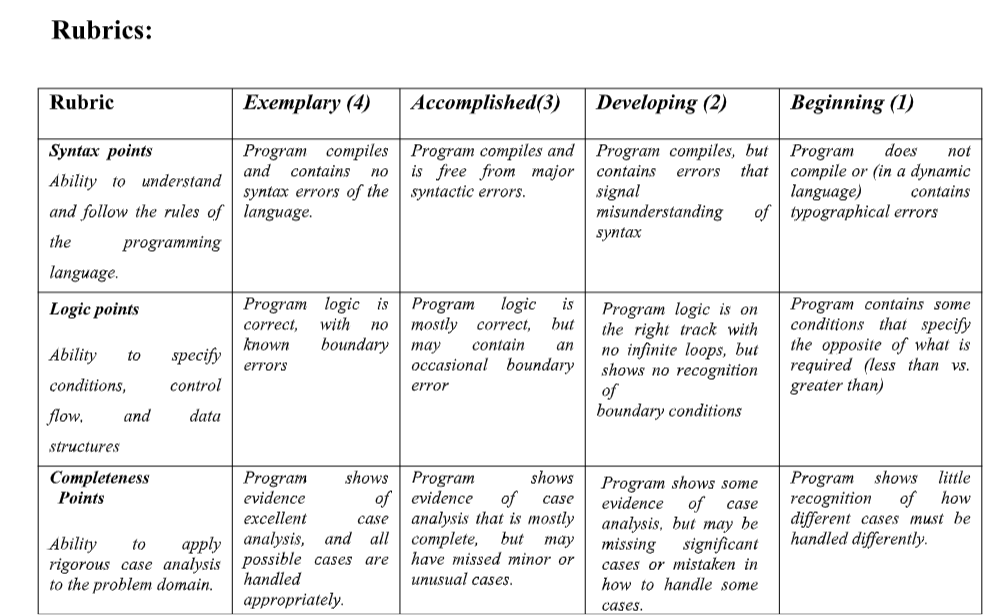 Rubrics:
Rubric
Exemplary (4)
Accomplished(3)
Developing (2)
Beginning (1)
Syntax points
Ability to understand
and follow the rules of
the programming
language.
Program compiles
and contains no
syntax errors of the
language.
Program compiles and
is free from major
syntactic errors.
Program compiles, but
contains errors that
signal
misunderstanding of
syntax
Program does not
compile or (in a dynamic
language) contains
typographical errors
Logic points
Ability to specify
conditions, control
flow, and data
structures
Program logic is
correct, with no
known boundary
errors
Program logic is
mostly correct, but
may contain an
occasional boundary
error
Program logic is on
the right track with
no infinite loops, but
shows no recognition
of
boundary conditions
Program contains some
conditions that specify
the opposite of what is
required (less than vs.
greater than)
Completeness
Points
Ability to apply
rigorous case analysis
to the problem domain.
Program shows
evidence of
excellent case
analysis, and all
possible cases are
handled
appropriately.
Program shows
evidence of case
analysis that is mostly
complete, but may
have missed minor or
unusual cases.
Program shows some
evidence of case
analysis, but may be
missing significant
cases or mistaken in
how to handle some
cases.
Program shows little
recognition of how
different cases must be
handled differently.